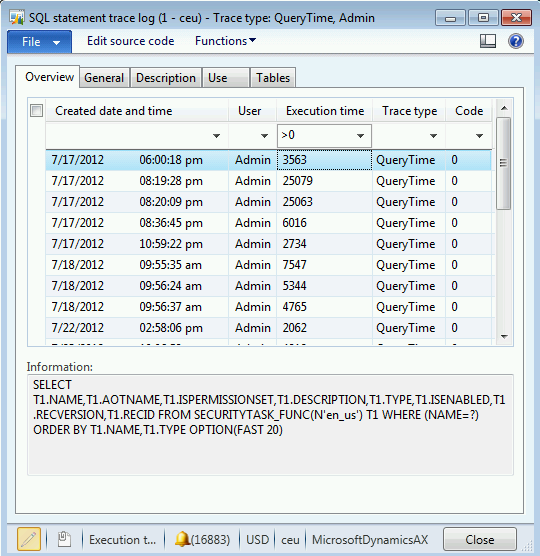 SQL statement trace log (1 - ceu) - Trace type: QueryTime, Admin
File Edit source code Functions
Overview General Description Use Tables
Created date and time User Execution time Trace type Code
>0
7/17/2012 06:00:18 pm Admin 3563 QueryTime 0
7/17/2012 08:19:28 pm Admin 25079 QueryTime 0
7/17/2012 08:20:09 pm Admin 25063 QueryTime 0
7/17/2012 08:36:45 pm Admin 6016 QueryTime 0
7/17/2012 10:59:22 pm Admin 2734 QueryTime 0
7/18/2012 09:55:35 am Admin 7547 QueryTime 0
7/18/2012 09:56:24 am Admin 5344 QueryTime 0
7/18/2012 09:56:37 am Admin 4765 QueryTime 0
7/22/2012 02:58:06 pm Admin 2062 QueryTime 0
Information:
SELECT
T1.NAME,T1.AOTNAME,T1.ISPERMISSIONSET,T1.DESCRIPTION,T1.TYPE,T1.ISENABLED,T1
.RECVERSION,T1.RECID FROM SECURITYTASK_FUNC(N'en_us') T1 WHERE (NAME=?)
ORDER BY T1.NAME,T1.TYPE OPTION(FAST 20)
Execution t... (16883) USD ceu MicrosoftDynamicsAX Close